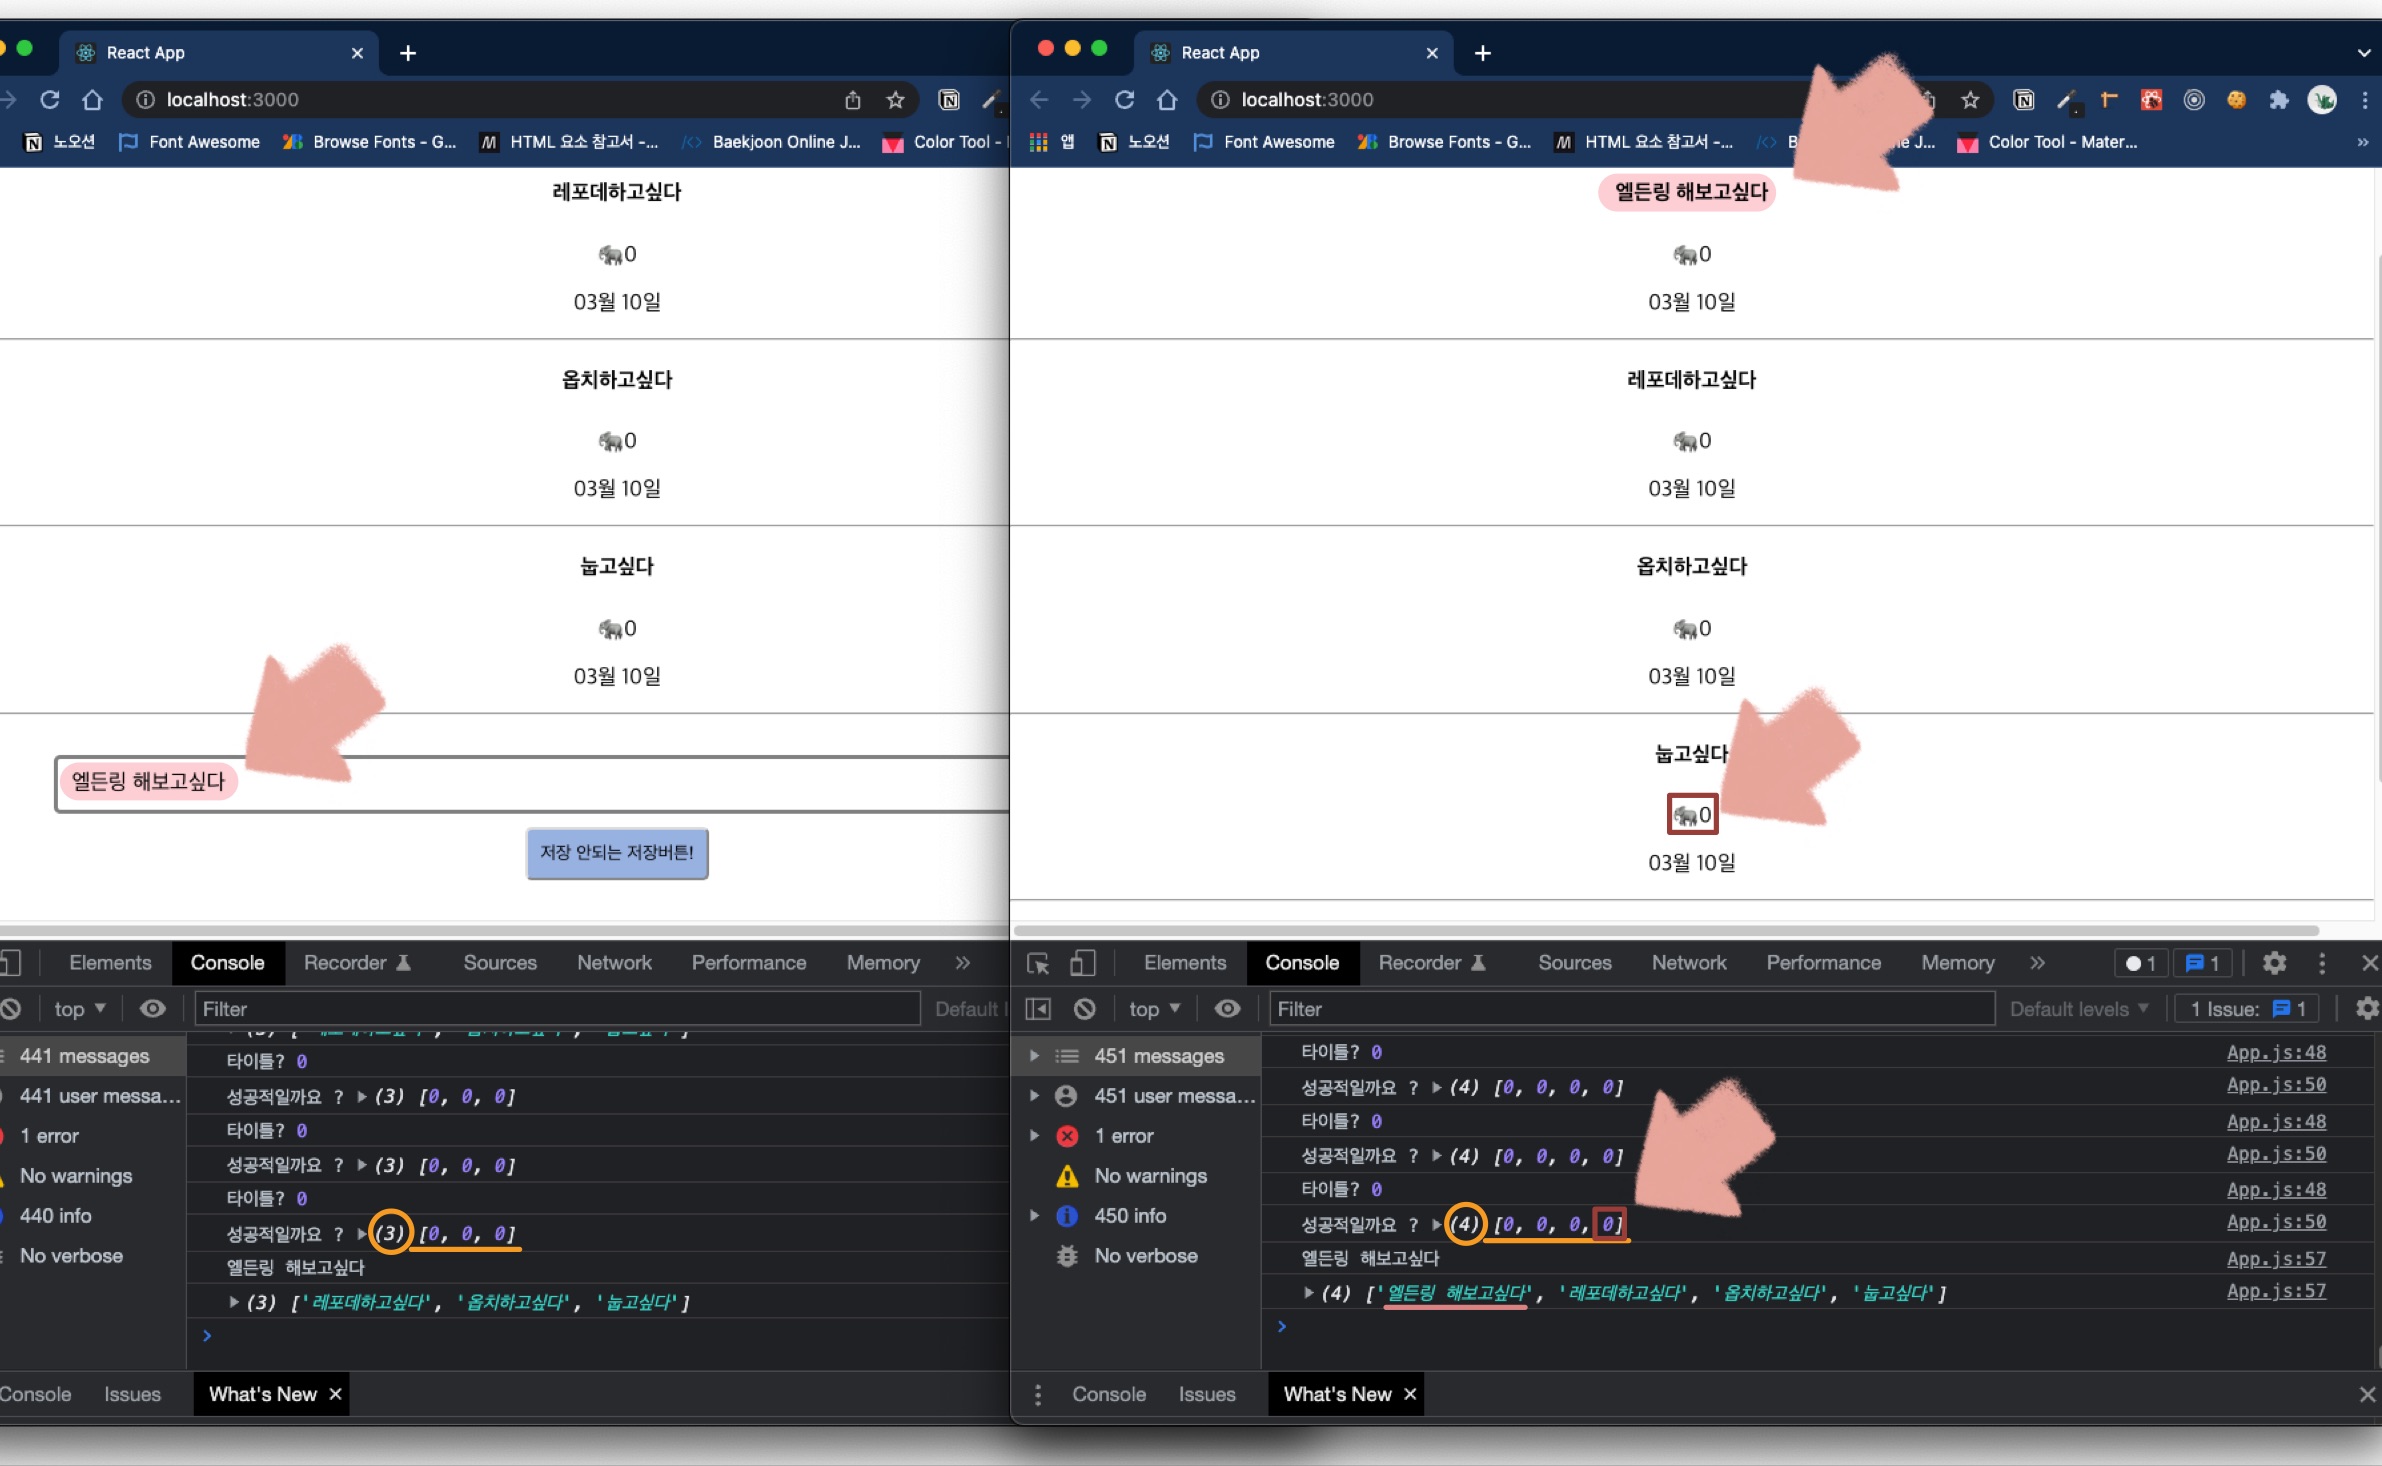 React App
localhost:3000
노오션 Font Awesome Browse Fonts - G... HTML 요소 참고서 -... Baekjoon Online J... Color Tool -
레포데하고싶다
0
03월 10일
옵치하고싶다
0
03월 10일
눕고싶다
0
03월 10일
엘든링 해보고싶다
저장 안되는 저장버튼!
Elements Console Recorder Sources Network Performance Memory »
top Filter Default
441 messages
441 user messa...
1 error
No warnings
440 info
No verbose
타이틀? 0
성공적일까요 ? (3) [0, 0, 0]
타이틀? 0
성공적일까요 ? (3) [0, 0, 0]
타이틀? 0
성공적일까요 ? (3) [0, 0, 0]
엘든링 해보고싶다
(3) ['레포데하고싶다', '옵치하고싶다', '눕고싶다']
Console Issues What's New
React App
localhost:3000
앱 노오션 Font Awesome Browse Fonts - G... HTML 요소 참고서 -... J... Color Tool - Mater... »
엘든링 해보고싶다
0
03월 10일
레포데하고싶다
0
03월 10일
옵치하고싶다
0
03월 10일
눕고싶다
0
03월 10일
Elements Console Recorder Sources Network Performance Memory » 1 1
top Filter Default levels 1 Issue: 1
451 messages
451 user messa...
1 error
No warnings
450 info
No verbose
타이틀? 0 App.js:48
성공적일까요 ? (4) [0, 0, 0, 0] App.js:50
타이틀? 0 App.js:48
성공적일까요 ? (4) [0, 0, 0, 0] App.js:50
타이틀? 0 App.js:48
성공적일까요 ? (4) [0, 0, 0, 0] App.js:50
엘든링 해보고싶다 App.js:57
(4) ['엘든링 해보고싶다', '레포데하고싶다', '옵치하고싶다', '눕고싶다'] App.js:57
Console Issues What's New